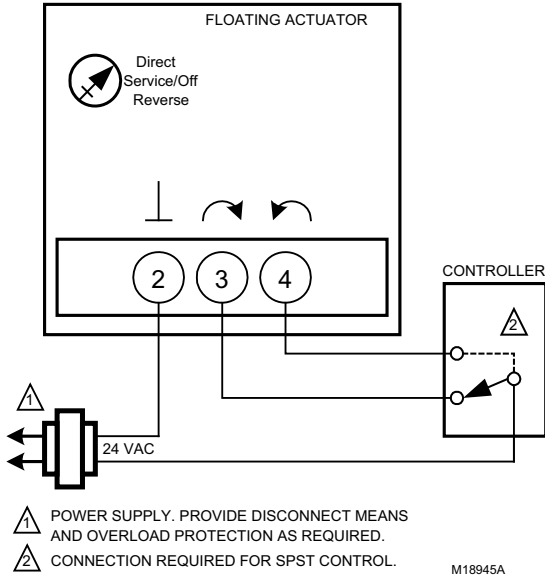 FLOATING ACTUATOR
Direct
Service/Off
Reverse
2 3 4
CONTROLLER
2
1
24 VAC
1 POWER SUPPLY. PROVIDE DISCONNECT MEANS
AND OVERLOAD PROTECTION AS REQUIRED.
2 CONNECTION REQUIRED FOR SPST CONTROL.
M18945A